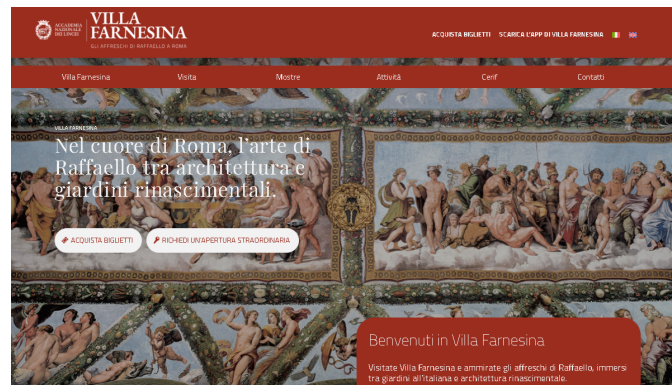 ACCADEMIA
NAZIONALE
DEI LINCEI
VILLA
FARNESINA
GLI AFFRESCHI DI RAFFAELLO A ROMA
ACQUISTA BIGLIETTI SCARICA L'APP DI VILLA FARNESINA
Villa Farnesina Visita Mostre Attività Cerif Contatti
VILLA FARNESINA
Nel cuore di Roma, l'arte di
Raffaello tra architettura e
giardini rinascimentali.
ACQUISTA BIGLIETTI RICHIEDI UN'APERTURA STRAORDINARIA
Benvenuti in Villa Farnesina
Visitate Villa Farnesina e ammirate gli affreschi di Raffaello, immersi
tra giardini all'italiana e architettura rinascimentale.